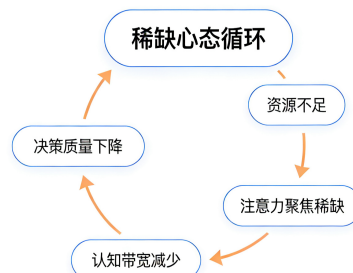 稀缺心态循环
资源不足
注意力聚焦稀缺
认知带宽减少
决策质量下降